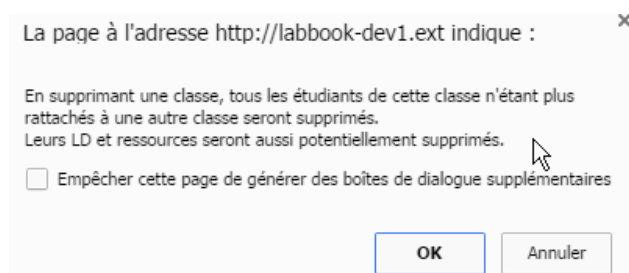 La page à l'adresse http://labbook-dev1.ext indique :
En supprimant une classe, tous les étudiants de cette classe n'étant plus
rattachés à une autre classe seront supprimés.
Leurs LD et ressources seront aussi potentiellement supprimés.
Empêcher cette page de générer des boîtes de dialogue supplémentaires
OK Annuler